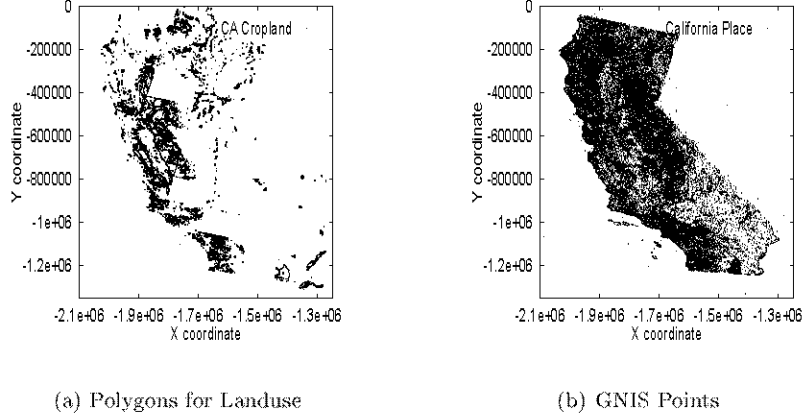 0
-200000
-400000
-600000
-800000
-1e+06
-1.2e+06
Y coordinate
CA Cropland
-2.1e+06 -1.9e+06 -1.7e+06 -1.5e+06 -1.3e+06
X coordinate
(a) Polygons for Landuse
0
-200000
-400000
-600000
-800000
-1e+06
-1.2e+06
Y coordinate
California Place
-2.1e+06 -1.9e+06 -1.7e+06 -1.5e+06 -1.3e+06
X coordinate
(b) GNIS Points